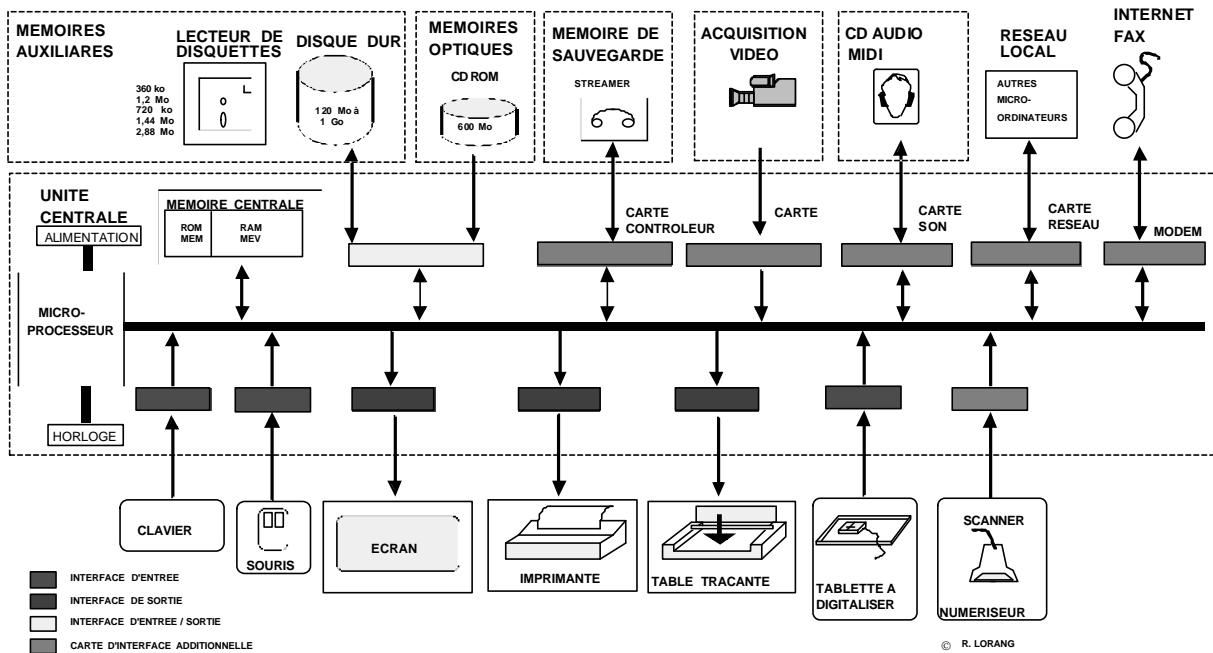 MEMOIRES
AUXILIARES
LECTEUR DE
DISQUETTES
360 ko
1,2 Mo
720 ko
1,44 Mo
2,88 Mo
DISQUE DUR
120 Mo à
1 Go
MEMOIRES
OPTIQUES
CD ROM
600 Mo
MEMOIRE DE
SAUVEGARDE
STREAMER
ACQUISITION
VIDEO
CD AUDIO
MIDI
RESEAU
LOCAL
AUTRES
MICRO-
ORDINATEURS
INTERNET
FAX
UNITE
CENTRALE
ALIMENTATION
MEMOIRE CENTRALE
ROM
MEM
RAM
MEV
CARTE
CONTROLEUR
CARTE
CARTE
SON
CARTE
RESEAU
MODEM
MICRO-
PROCESSEUR
HORLOGE
CLAVIER
SOURIS
ECRAN
IMPRIMANTE
TABLE TRACANTE
TABLETTE A
DIGITALISER
SCANNER
NUMERISEUR
INTERFACE D'ENTREE
INTERFACE DE SORTIE
INTERFACE D'ENTREE / SORTIE
CARTE D'INTERFACE ADDITIONNELLE
© R. LORANG